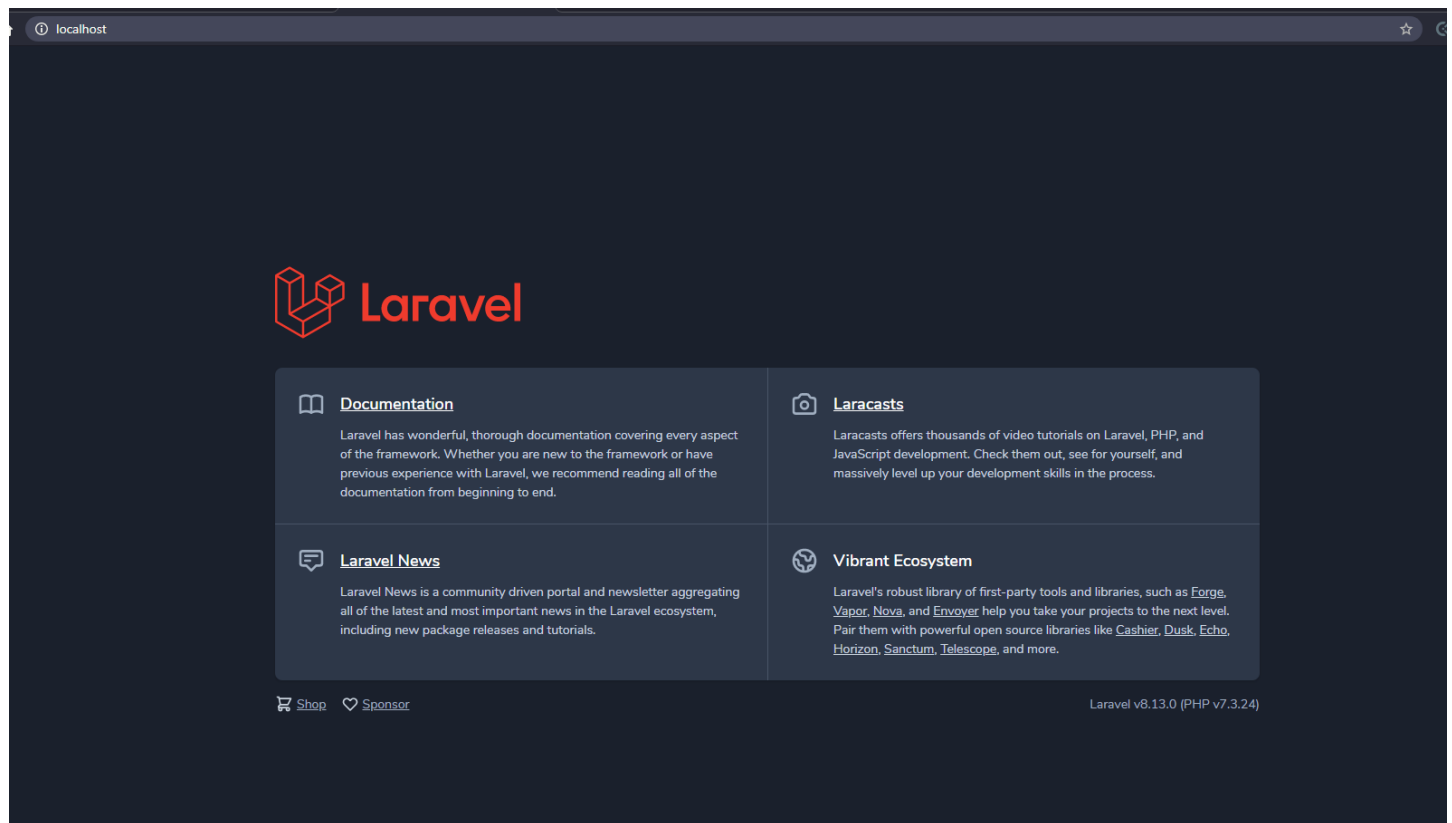 localhost
Laravel
Documentation
Laravel has wonderful, thorough documentation covering every aspect
of the framework. Whether you are new to the framework or have
previous experience with Laravel, we recommend reading all of the
documentation from beginning to end.
Laracasts
Laracasts offers thousands of video tutorials on Laravel, PHP, and
JavaScript development. Check them out, see for yourself, and
massively level up your development skills in the process.
Laravel News
Laravel News is a community driven portal and newsletter aggregating
all of the latest and most important news in the Laravel ecosystem,
including new package releases and tutorials.
Vibrant Ecosystem
Laravel's robust library of first-party tools and libraries, such as Forge,
Vapor, Nova, and Envoyer help you take your projects to the next level.
Pair them with powerful open source libraries like Cashier, Dusk, Echo,
Horizon, Sanctum, Telescope, and more.
Shop Sponsor
Laravel v8.13.0 (PHP v7.3.24)